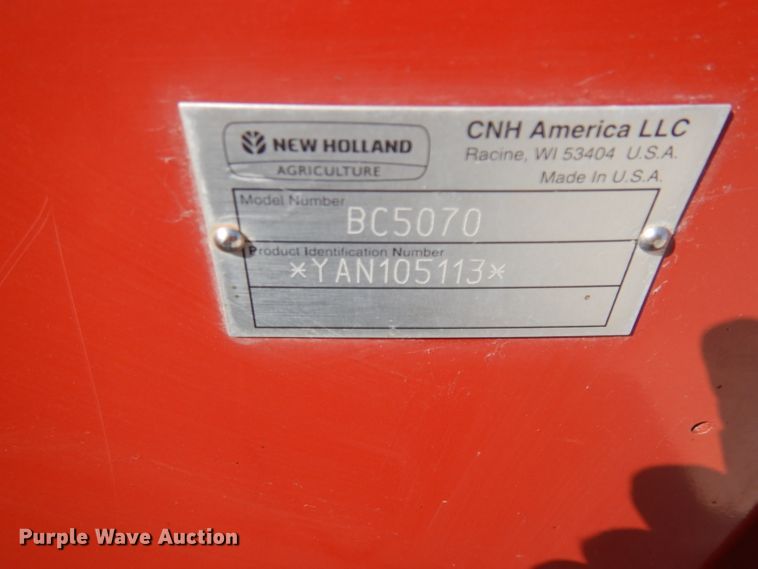 NEW HOLLAND
AGRICULTURE
CNH America LLC
Racine, WI 53404 U.S.A.
Made In U.S.A.
Model Number
BC5070
Product Identification Number
*YAN105113*
Purple Wave Auction